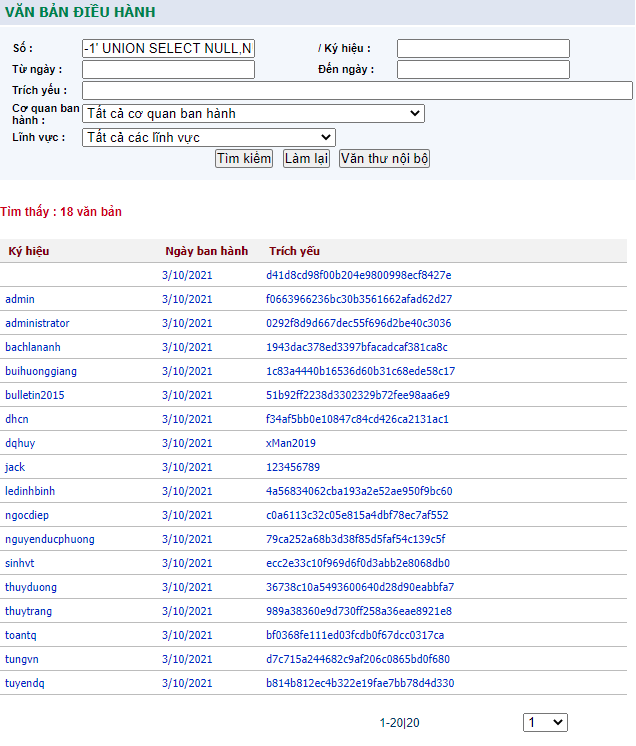 VĂN BẢN ĐIỀU HÀNH
Số : -1' UNION SELECT NULL,N / Ký hiệu :
Từ ngày : Đến ngày :
Trích yếu :
Cơ quan ban hành : Tất cả cơ quan ban hành
Lĩnh vực : Tất cả các lĩnh vực
Tìm kiếm Làm lại Văn thư nội bộ
Tìm thấy : 18 văn bản
Ký hiệu Ngày ban hành Trích yếu
3/10/2021 d41d8cd98f00b204e9800998ecf8427e
admin 3/10/2021 f0663966236bc30b3561662afad62d27
administrator 3/10/2021 0292f8d9d667dec55f696d2be40c3036
bachlananh 3/10/2021 1943dac378ed3397bfacadcaf381ca8c
buihuonggiang 3/10/2021 1c83a4440b16536d60b31c68ede58c17
bulletin2015 3/10/2021 51b92ff2238d3302329b72fee98aa6e9
dhcn 3/10/2021 f34af5bb0e10847c84cd426ca2131ac1
dqhuy 3/10/2021 xMan2019
jack 3/10/2021 123456789
ledinhbinh 3/10/2021 4a56834062cba193a2e52ae950f9bc60
ngocdiep 3/10/2021 c0a6113c32c05e815a4dbf78ec7af552
nguyenducphuong 3/10/2021 79ca252a68b3d38f85d5faf54c139c5f
sinhvt 3/10/2021 ecc2e33c10f969d6f0d3abb2e8068db0
thuyduong 3/10/2021 36738c10a5493600640d28d90eabbfa7
thuytrang 3/10/2021 989a38360e9d730ff258a36eae8921e8
toantq 3/10/2021 bf0368fe111ed03fcdb0f67dcc0317ca
tungvn 3/10/2021 d7c715a244682c9af206c0865bd0f680
tuyendq 3/10/2021 b814b812ec4b322e19fae7bb78d4d330
1-20|20 1